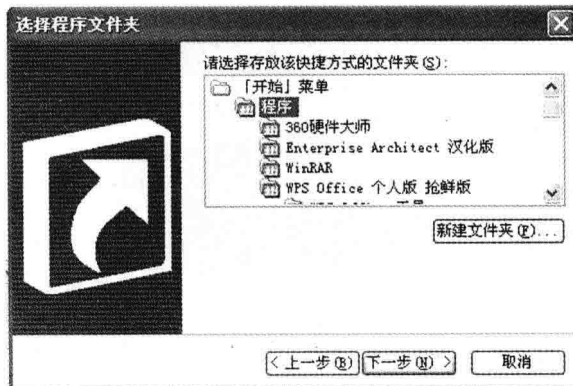 选择程序文件夹
请选择存放该快捷方式的文件夹(S):
「开始」菜单
程序
360硬件大师
Enterprise Architect 汉化版
WinRAR
WPS Office 个人版 抢鲜版
新建文件夹(F)...
< 上一步(B)
下一步(N) >
取消